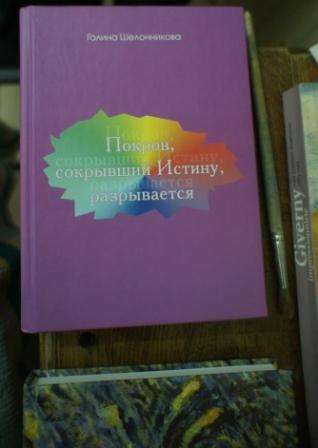 Галина Шелонникова
Покров,
сокрывший Истину,
разрывается
Giverny